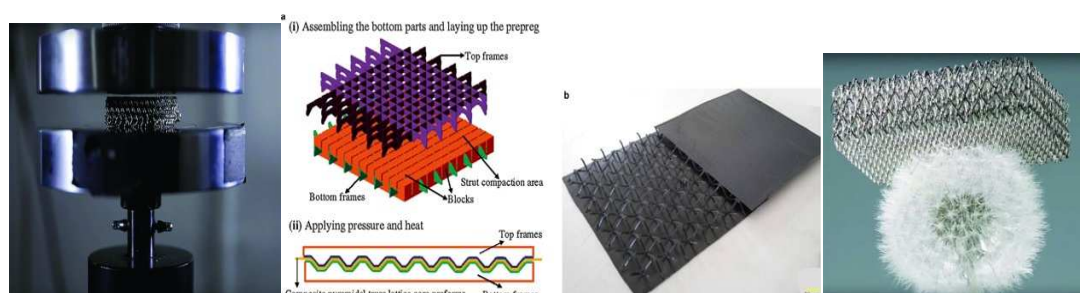 a
(i) Assembling the bottom parts and laying up the prepreg
Top frames
Strut compaction area
Bottom frames
Blocks
(ii) Applying pressure and heat
Top frames
b